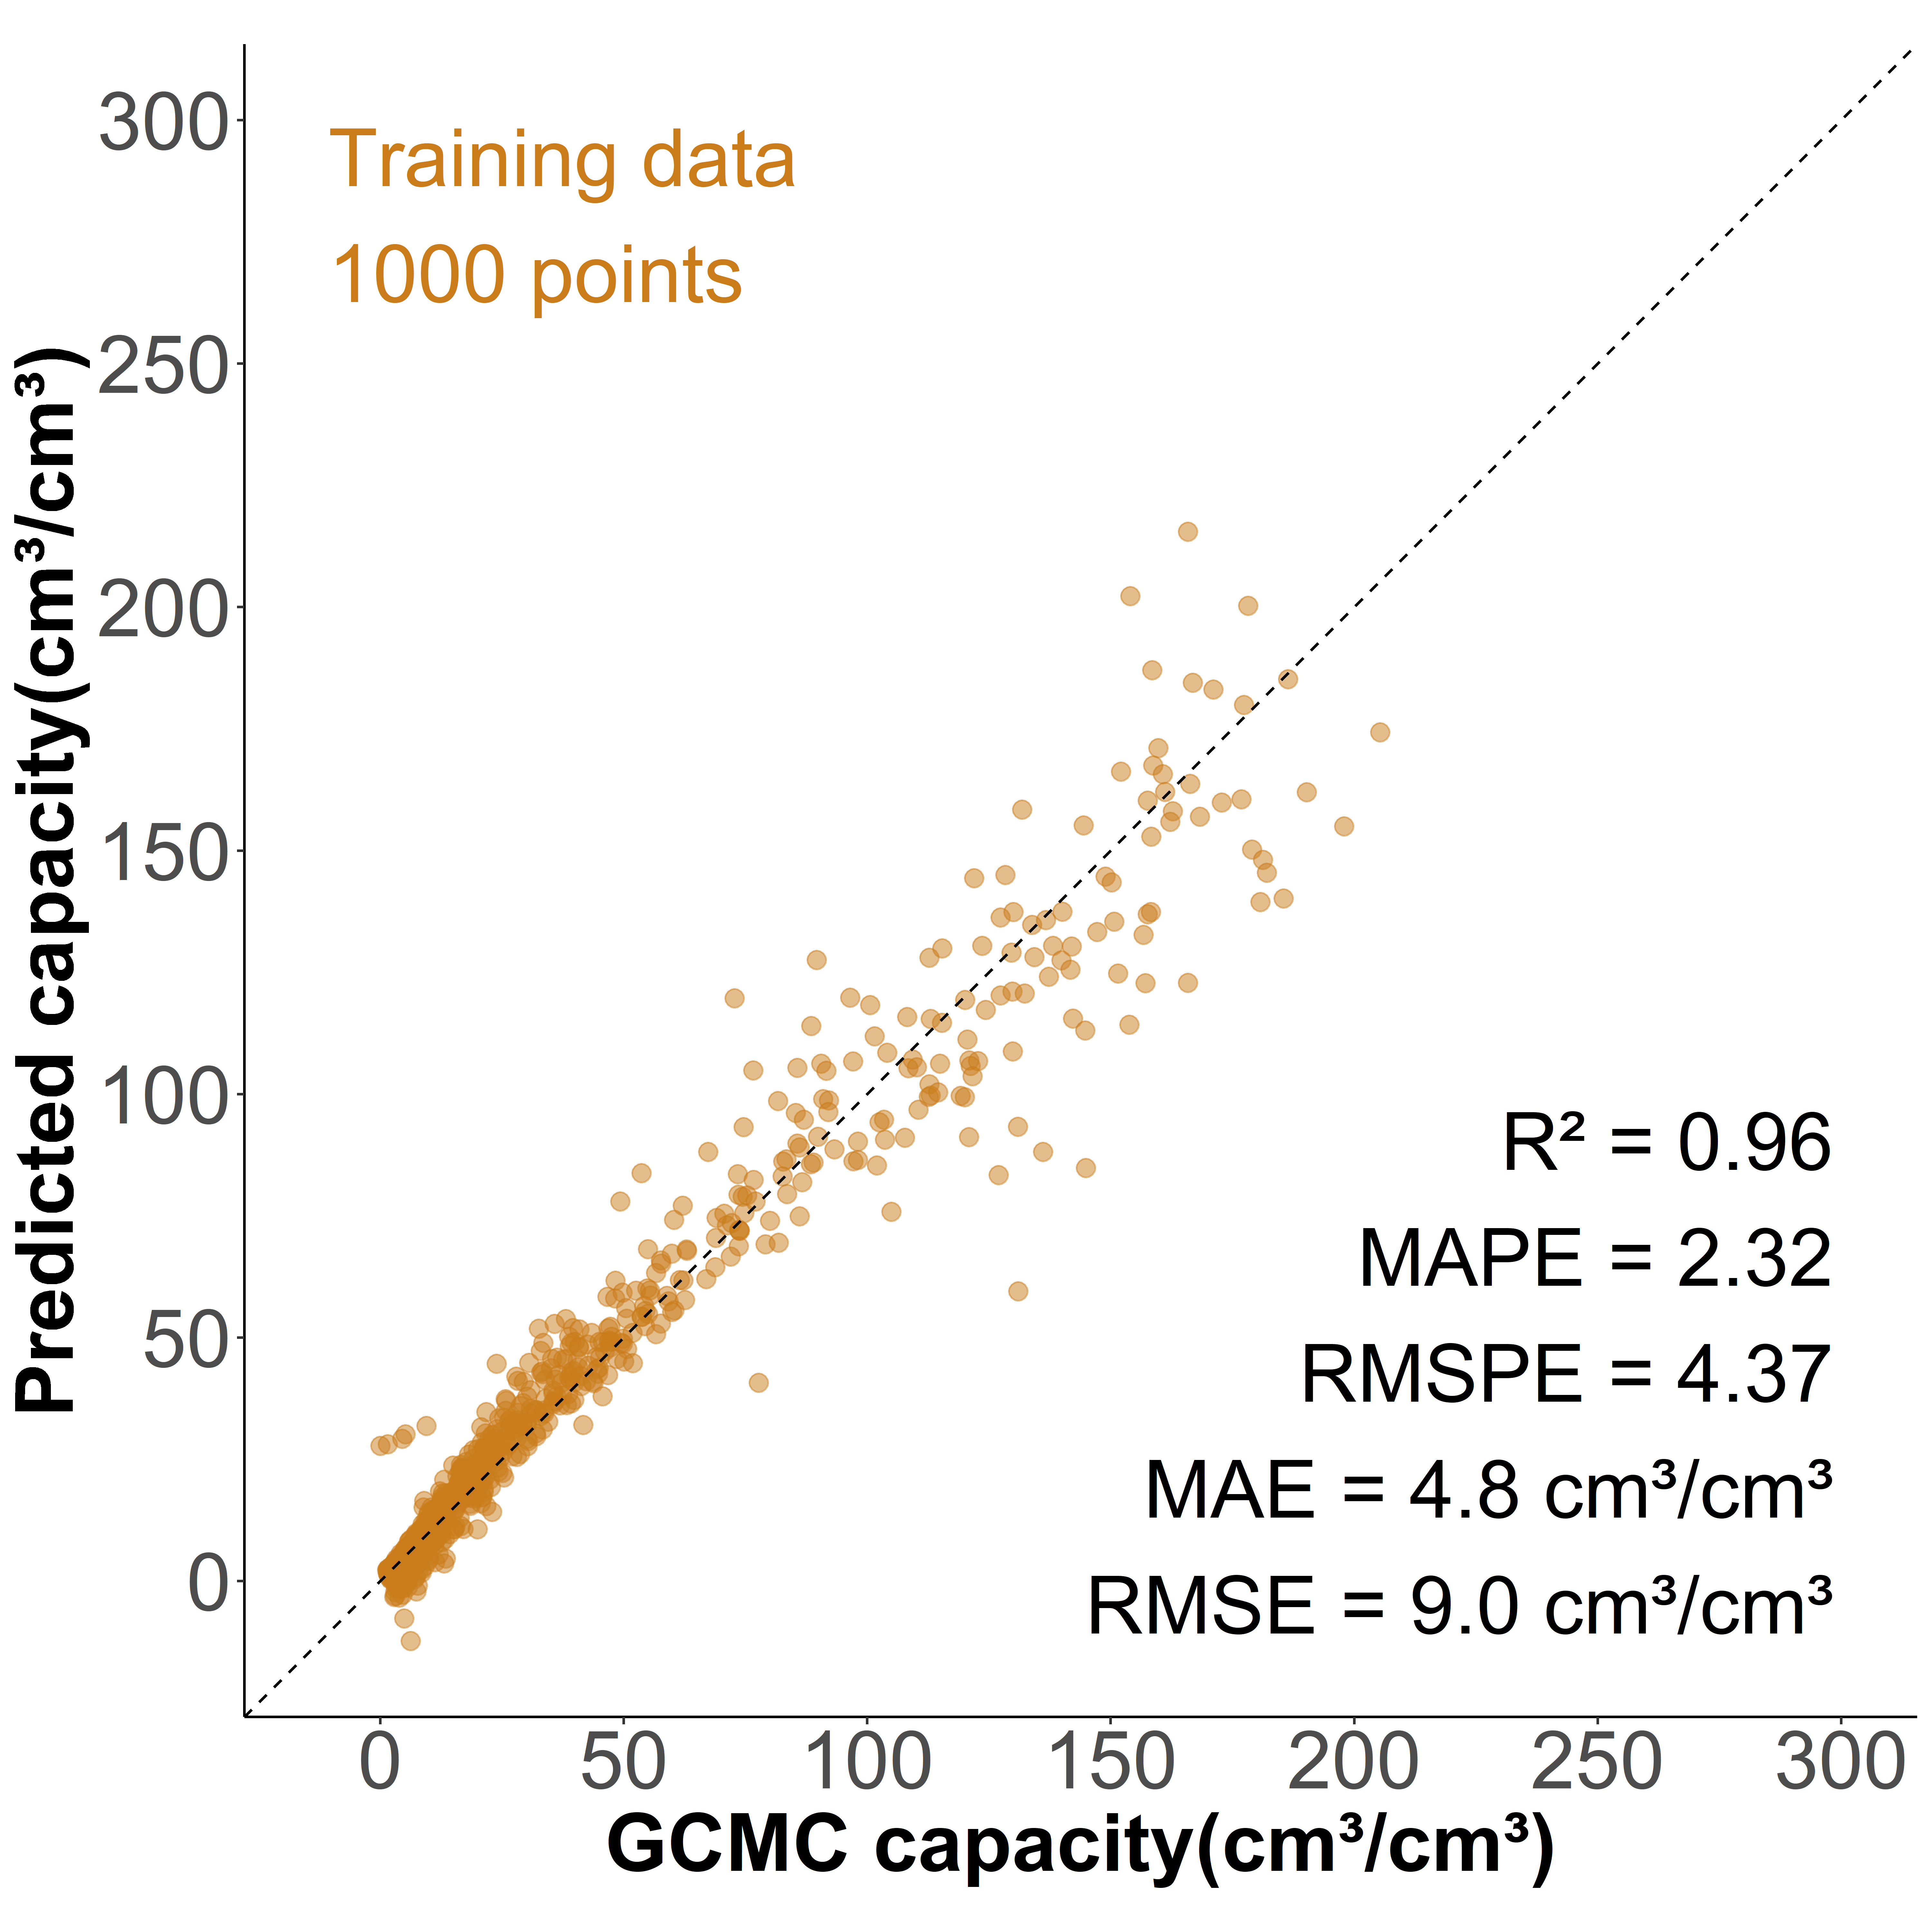 Training data
1000 points
300
250
200
150
100
50
0
Predicted capacity(cm³/cm³)
R² = 0.96
MAPE = 2.32
RMSPE = 4.37
MAE = 4.8 cm³/cm³
RMSE = 9.0 cm³/cm³
0 50 100 150 200 250 300
GCMC capacity(cm³/cm³)